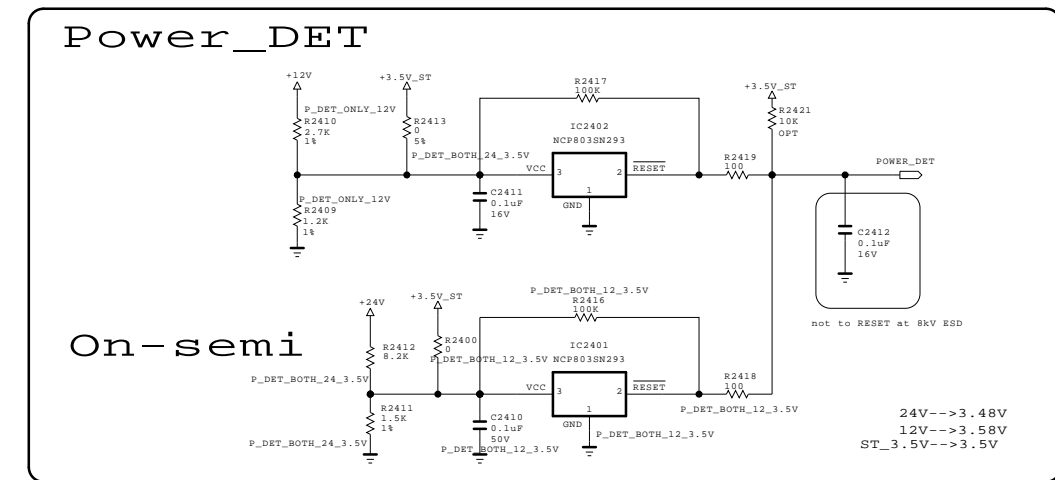 Power_DET
+12V
P_DET_ONLY_12V
R2410
2.7K
1%
+3.5V_ST
R2413
0
5%
P_DET_BOTH_24_3.5V
P_DET_ONLY_12V
R2409
1.2K
1%
R2417
100K
IC2402
NCP803SN293
VCC
3
2
RESET
1
GND
C2411
0.1uF
16V
R2419
100
+3.5V_ST
R2421
10K
OPT
POWER_DET
C2412
0.1uF
16V
not to RESET at 8kV ESD
On-semi
+24V
R2412
8.2K
P_DET_BOTH_24_3.5V
R2411
1.5K
1%
P_DET_BOTH_24_3.5V
+3.5V_ST
R2400
0
P_DET_BOTH_12_3.5V
P_DET_BOTH_12_3.5V
R2416
100K
IC2401
NCP803SN293
VCC
3
2
RESET
1
GND
P_DET_BOTH_12_3.5V
C2410
0.1uF
50V
P_DET_BOTH_12_3.5V
R2418
100
P_DET_BOTH_12_3.5V
24V-->3.48V
12V-->3.58V
ST_3.5V-->3.5V